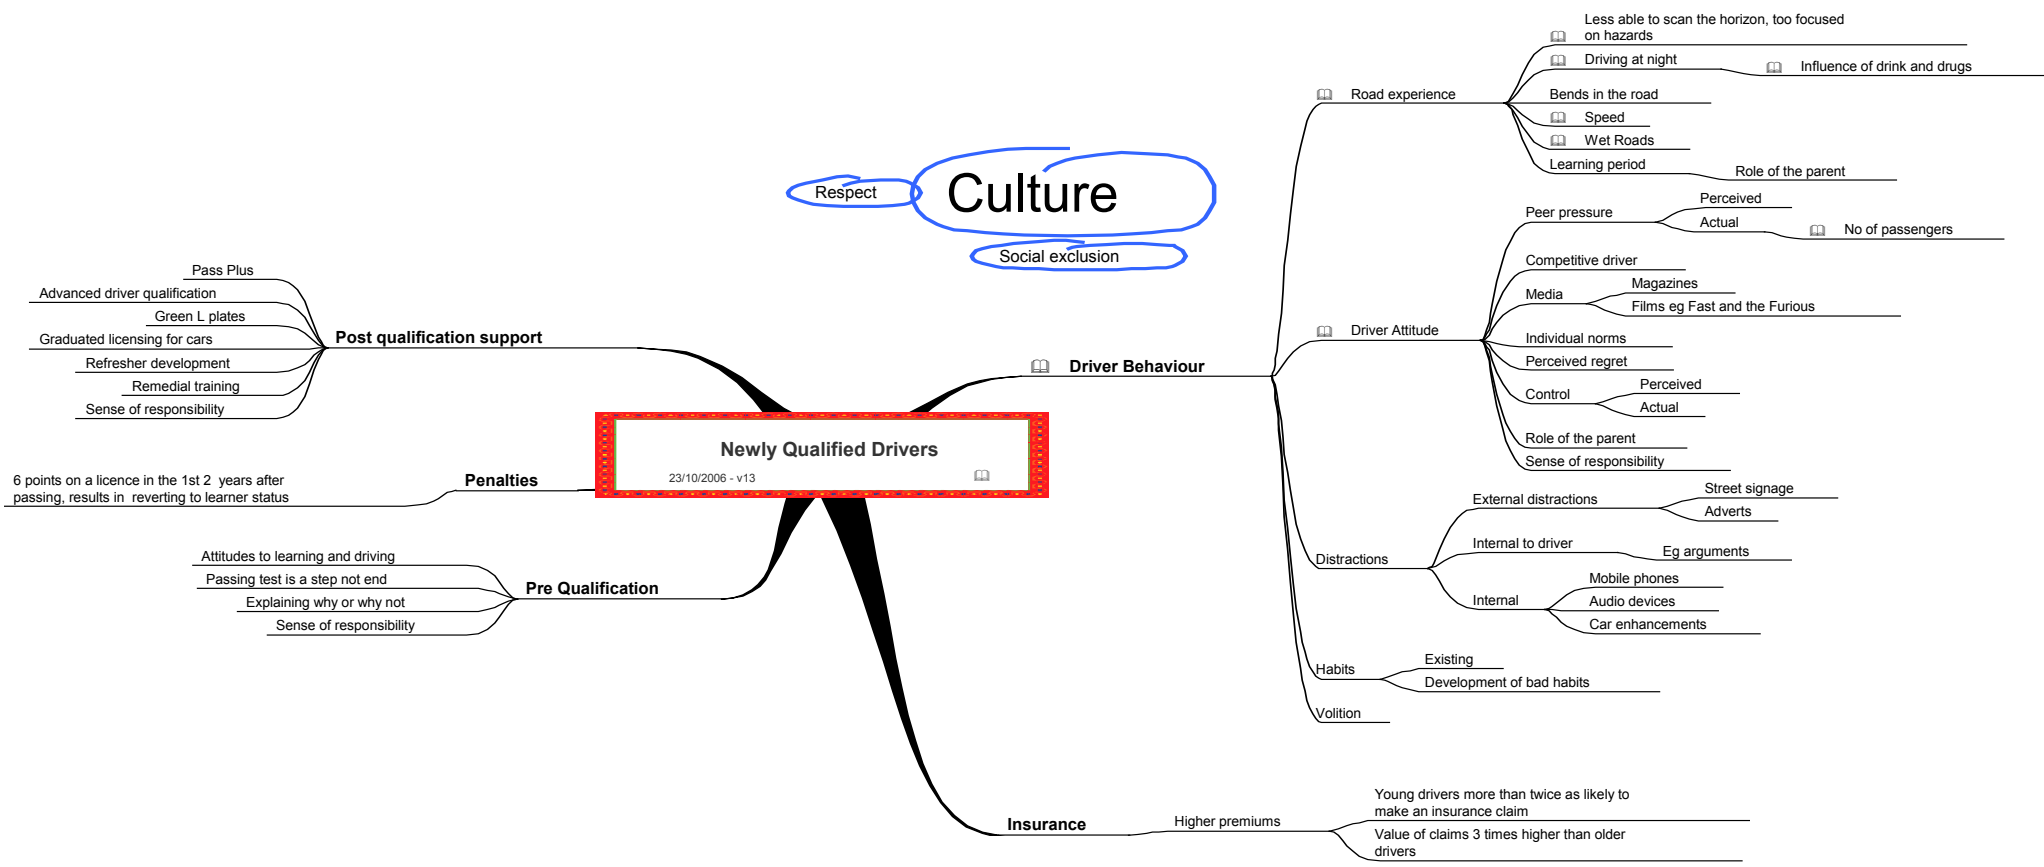 Newly Qualified Drivers
23/10/2006 - v13
Culture
Respect
Social exclusion
Post qualification support
Pass Plus
Advanced driver qualification
Green L plates
Graduated licensing for cars
Refresher development
Remedial training
Sense of responsibility
Penalties
6 points on a licence in the 1st 2 years after
passing, results in reverting to learner status
Pre Qualification
Attitudes to learning and driving
Passing test is a step not end
Explaining why or why not
Sense of responsibility
Driver Behaviour
Road experience
Less able to scan the horizon, too focused
on hazards
Driving at night
Influence of drink and drugs
Bends in the road
Speed
Wet Roads
Learning period
Role of the parent
Driver Attitude
Peer pressure
Perceived
Actual
No of passengers
Competitive driver
Media
Magazines
Films eg Fast and the Furious
Individual norms
Perceived regret
Control
Perceived
Actual
Role of the parent
Sense of responsibility
Distractions
External distractions
Street signage
Adverts
Internal to driver
Eg arguments
Internal
Mobile phones
Audio devices
Car enhancements
Habits
Existing
Development of bad habits
Volition
Insurance
Higher premiums
Young drivers more than twice as likely to
make an insurance claim
Value of claims 3 times higher than older
drivers